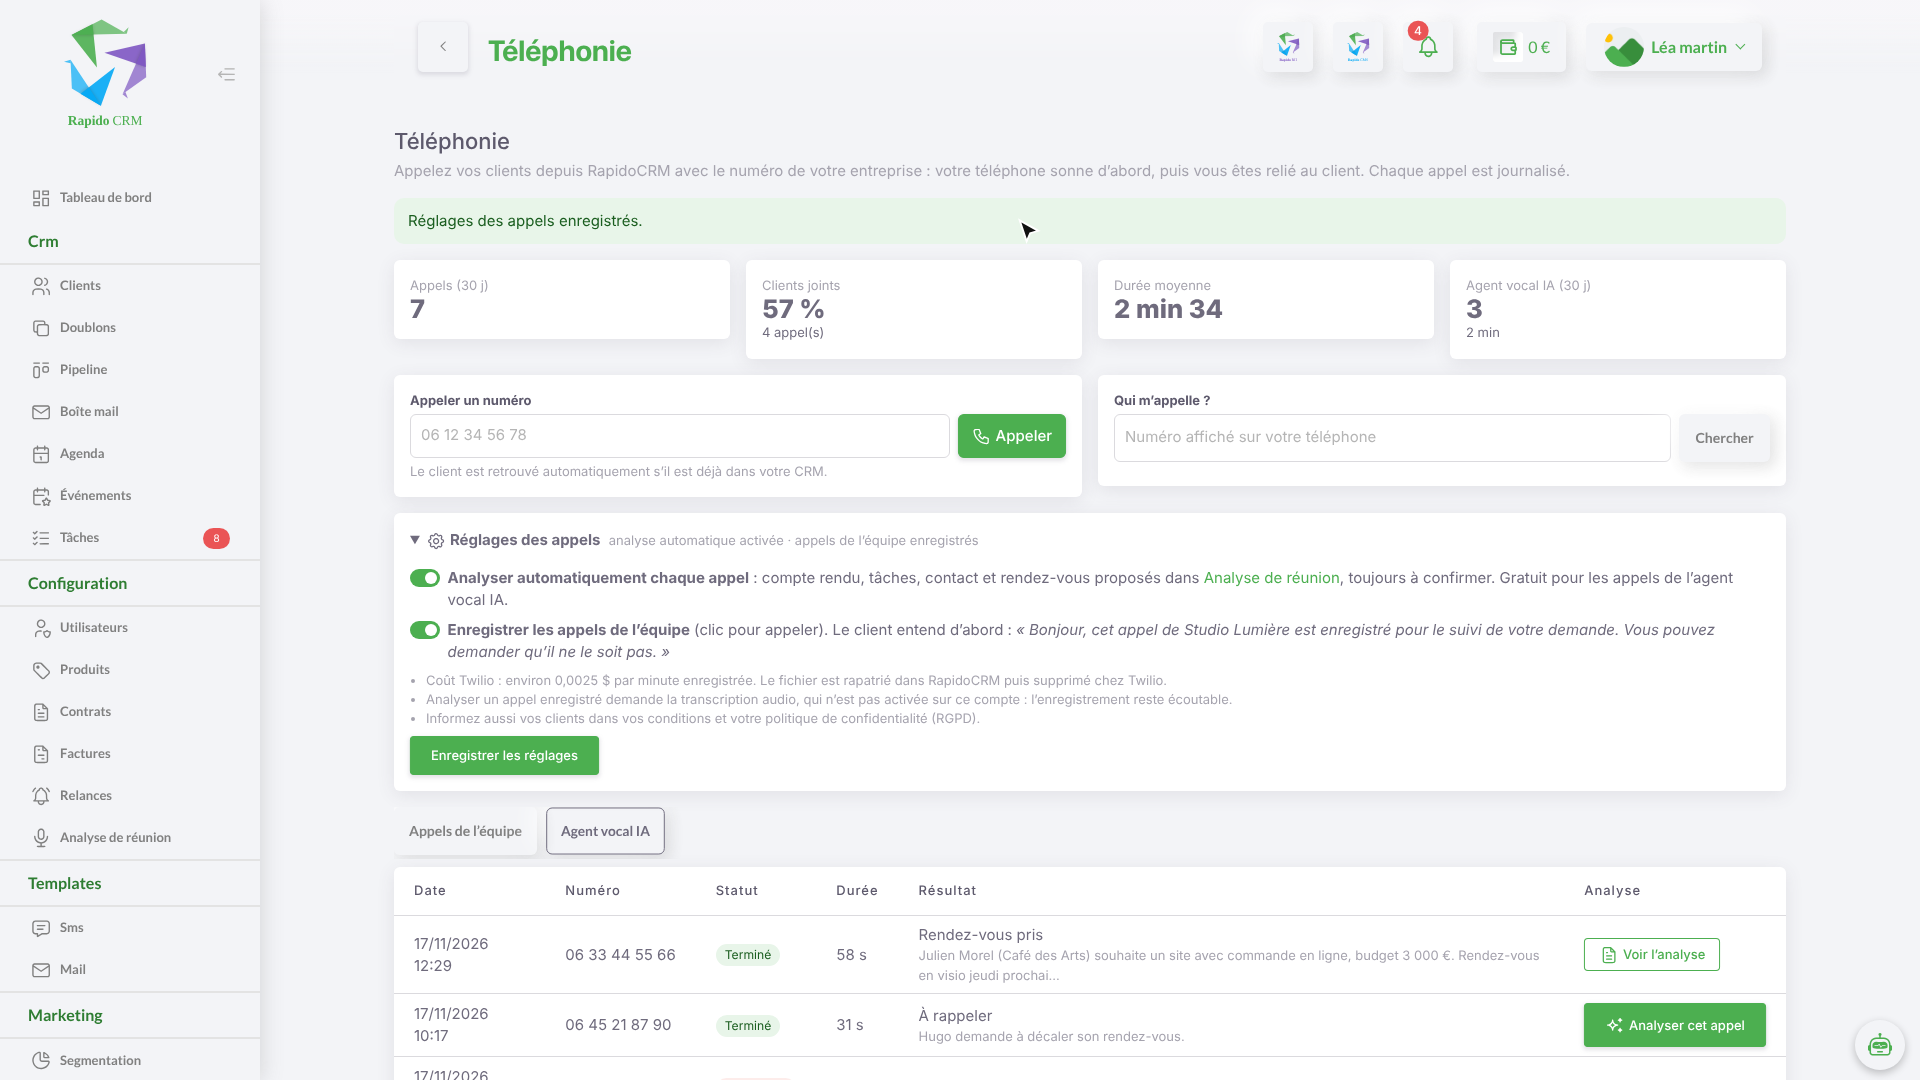 Rapido CRM
Tableau de bord
Crm
Clients
Doublons
Pipeline
Boîte mail
Agenda
Événements
Tâches
8
Configuration
Utilisateurs
Produits
Contrats
Factures
Relances
Analyse de réunion
Templates
Sms
Mail
Marketing
Segmentation
Téléphonie
4
0 €
Léa martin
Téléphonie
Appelez vos clients depuis RapidoCRM avec le numéro de votre entreprise : votre téléphone sonne d’abord, puis vous êtes relié au client. Chaque appel est journalisé.
Réglages des appels enregistrés.
Appels (30 j)
7
Clients joints
57 %
4 appel(s)
Durée moyenne
2 min 34
Agent vocal IA (30 j)
3
2 min
Appeler un numéro
06 12 34 56 78
Appeler
Le client est retrouvé automatiquement s’il est déjà dans votre CRM.
Qui m’appelle ?
Numéro affiché sur votre téléphone
Chercher
Réglages des appels analyse automatique activée · appels de l’équipe enregistrés
Analyser automatiquement chaque appel : compte rendu, tâches, contact et rendez-vous proposés dans Analyse de réunion, toujours à confirmer. Gratuit pour les appels de l’agent
vocal IA.
Enregistrer les appels de l’équipe (clic pour appeler). Le client entend d’abord : « Bonjour, cet appel de Studio Lumière est enregistré pour le suivi de votre demande. Vous pouvez
demander qu’il ne le soit pas. »
• Coût Twilio : environ 0,0025 $ par minute enregistrée. Le fichier est rapatrié dans RapidoCRM puis supprimé chez Twilio.
• Analyser un appel enregistré demande la transcription audio, qui n’est pas activée sur ce compte : l’enregistrement reste écoutable.
• Informez aussi vos clients dans vos conditions et votre politique de confidentialité (RGPD).
Enregistrer les réglages
Appels de l’équipe
Agent vocal IA
Date Numéro Statut Durée Résultat Analyse
17/11/2026
12:29
06 33 44 55 66
Terminé
58 s
Rendez-vous pris
Julien Morel (Café des Arts) souhaite un site avec commande en ligne, budget 3 000 €. Rendez-vous
en visio jeudi prochai...
Voir l’analyse
17/11/2026
10:17
06 45 21 87 90
Terminé
31 s
À rappeler
Hugo demande à décaler son rendez-vous.
Analyser cet appel
17/11/2026